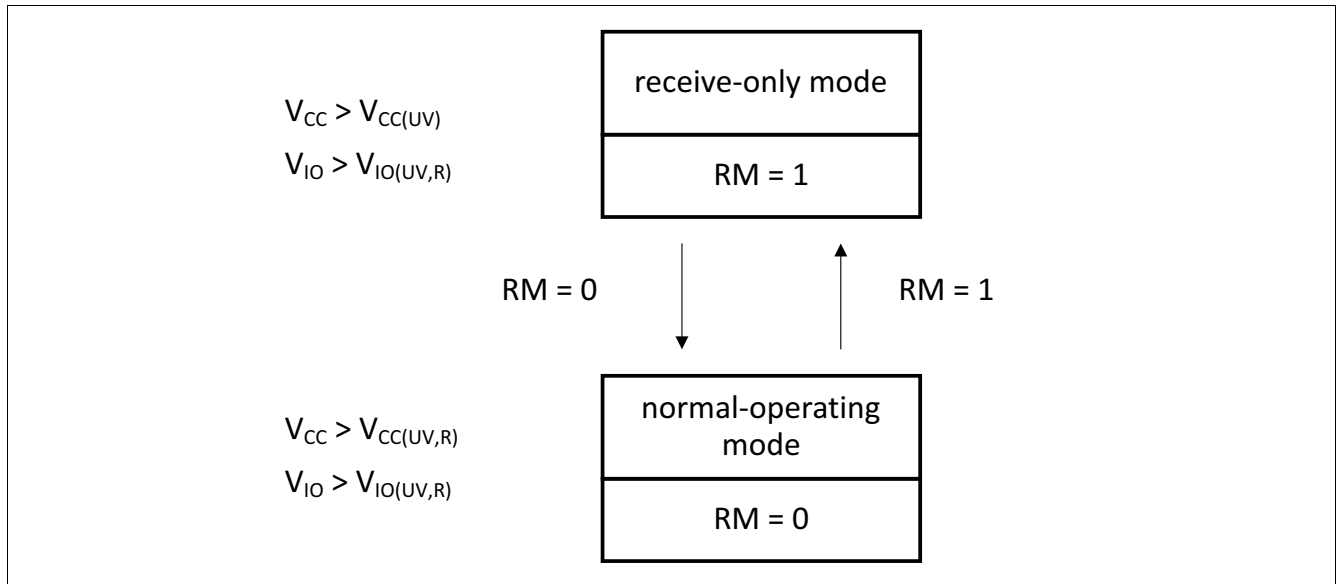 receive-only mode
V_CC > V_CC(UV)
V_IO > V_IO(UV,R)
RM = 1
RM = 0
RM = 1
normal-operating
mode
V_CC > V_CC(UV,R)
V_IO > V_IO(UV,R)
RM = 0